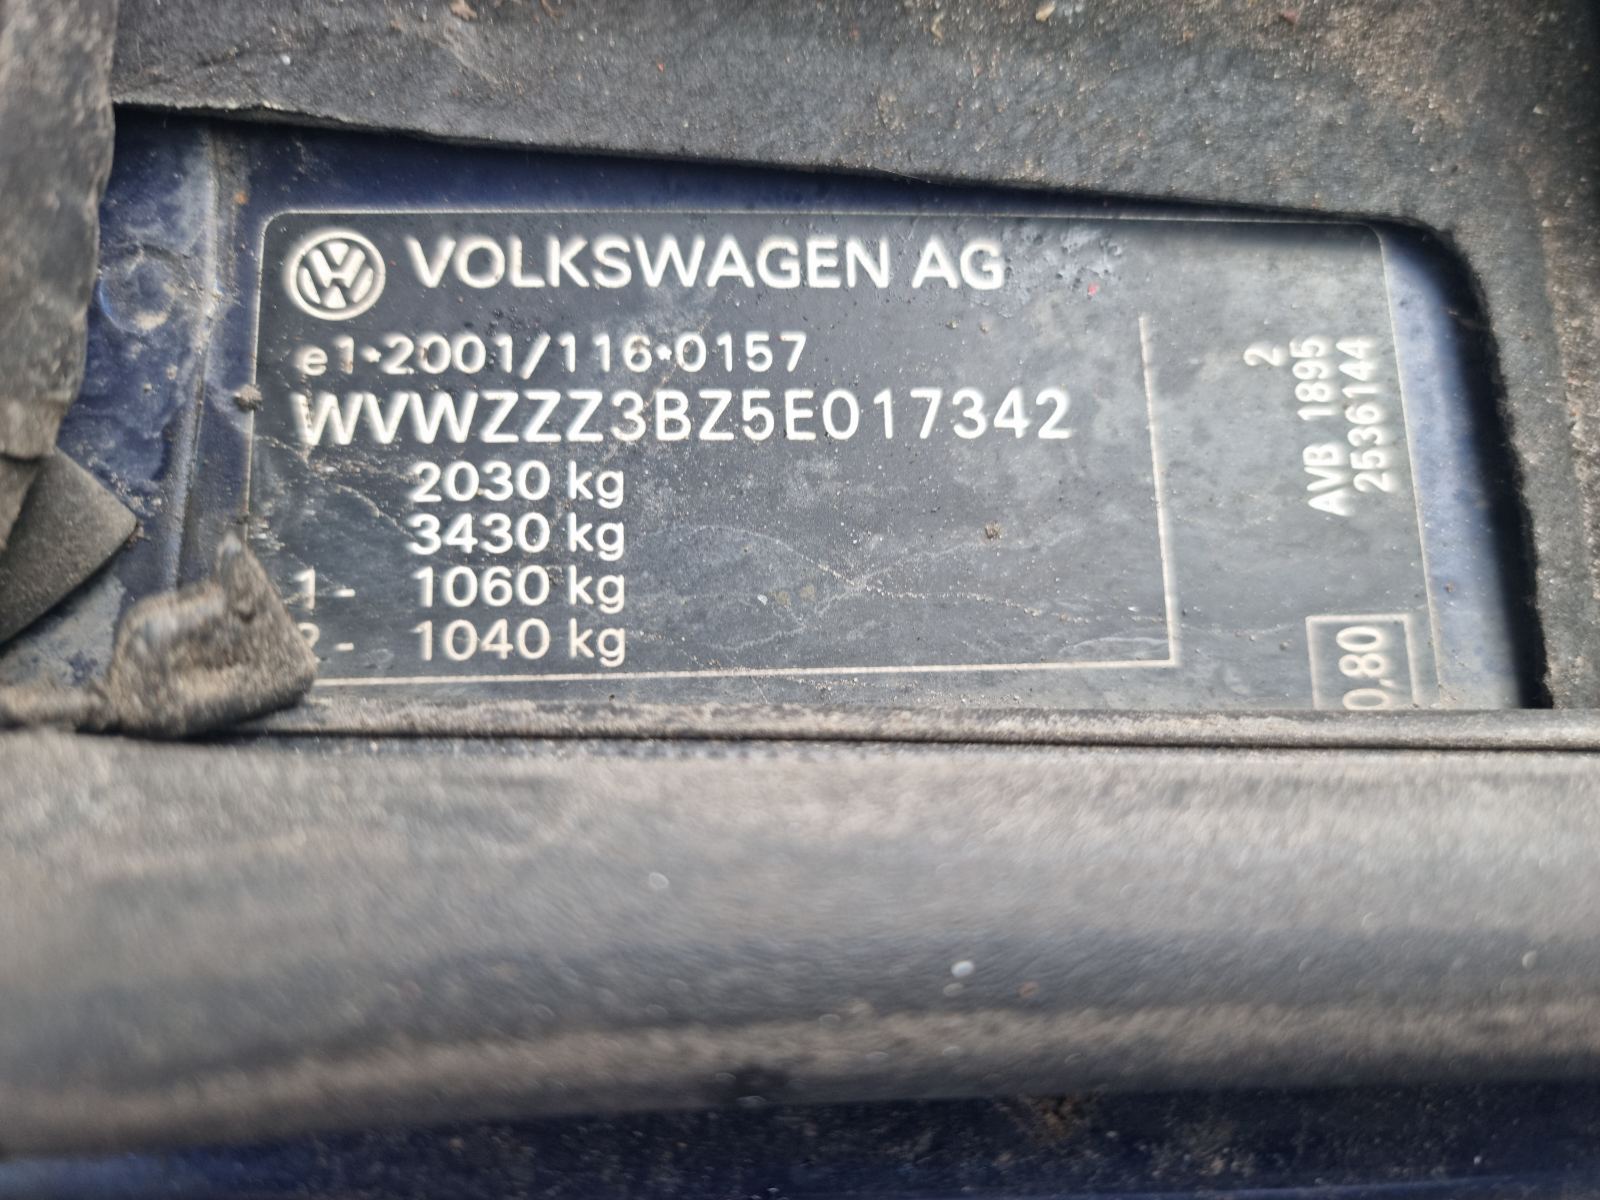 VOLKSWAGEN AG
e1*2001/116*0157
WVWZZZ3BZ5E017342
2030 kg
3430 kg
1 - 1060 kg
2 - 1040 kg
2
AVB 1895
2536144
0,80